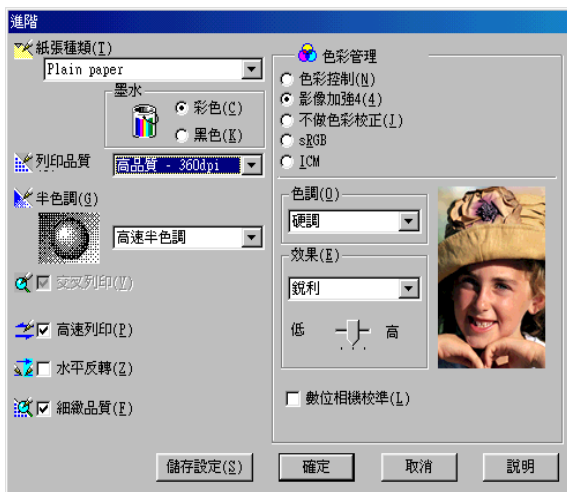 進階
紙張種類(T)
Plain paper
墨水
彩色(C)
黑色(K)
列印品質
高品質 - 360dpi
半色調(G)
高速半色調
交叉列印(V)
高速列印(P)
水平反轉(Z)
細緻品質(F)
色彩管理
色彩控制(N)
影像加強4(4)
不做色彩校正(I)
sRGB
ICM
色調(O)
硬調
效果(E)
銳利
低 高
數位相機校準(L)
儲存設定(S) 確定 取消 說明